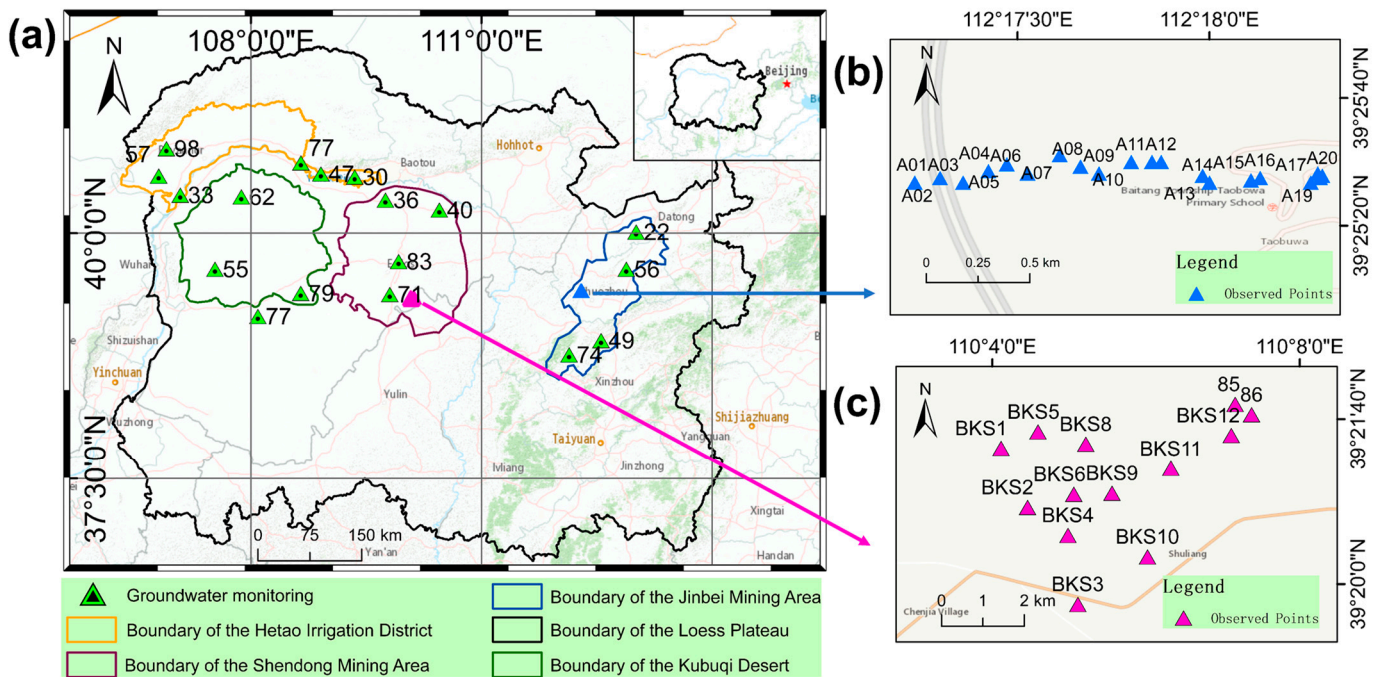 (a)
N
108°0'0"E
111°0'0"E
Beijing
Hohhot
Baotou
57
98
77
33
47
30
62
36
40
Datong
22
40°0'0"N
Wuhai
55
83
56
79
71
77
Shizuishan
49
74
Xinzhou
Yinchuan
Yulin
Shijiazhuang
Wuzhong
Taiyuan
Yangquan
Lvliang
Jinzhong
37°30'0"N
Xingtai
0 75 150 km
Yan'an
Handan
Groundwater monitoring
Boundary of the Hetao Irrigation District
Boundary of the Shendong Mining Area
Boundary of the Jinbei Mining Area
Boundary of the Loess Plateau
Boundary of the Kubuqi Desert
(b)
112°17'30"E
112°18'0"E
N
39°25'40"N
A01
A03
A04
A06
A08
A09
A11
A12
A14
A15
A16
A17
A20
A02
A05
A07
A10
A13
A19
Baitang Township Taobowa
Primary School
Taobuwa
39°25'20"N
0 0.25 0.5 km
Legend
Observed Points
(c)
110°4'0"E
110°8'0"E
N
85
86
BKS1
BKS5
BKS8
BKS12
BKS11
39°21'40"N
BKS6
BKS9
BKS2
BKS4
BKS10
Shuliang
BKS3
39°20'0"N
Chenjia Village
0 1 2 km
Legend
Observed Points